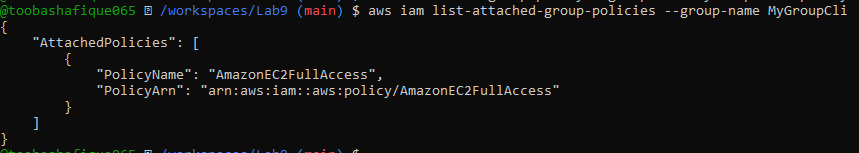 @toobashafique065 /workspaces/Lab9 (main) $ aws iam list-attached-group-policies --group-name MyGroupCli
{
    "AttachedPolicies": [
        {
            "PolicyName": "AmazonEC2FullAccess",
            "PolicyArn": "arn:aws:iam::aws:policy/AmazonEC2FullAccess"
        }
    ]
}
@toobashafique065 /workspaces/Lab9 (main) $